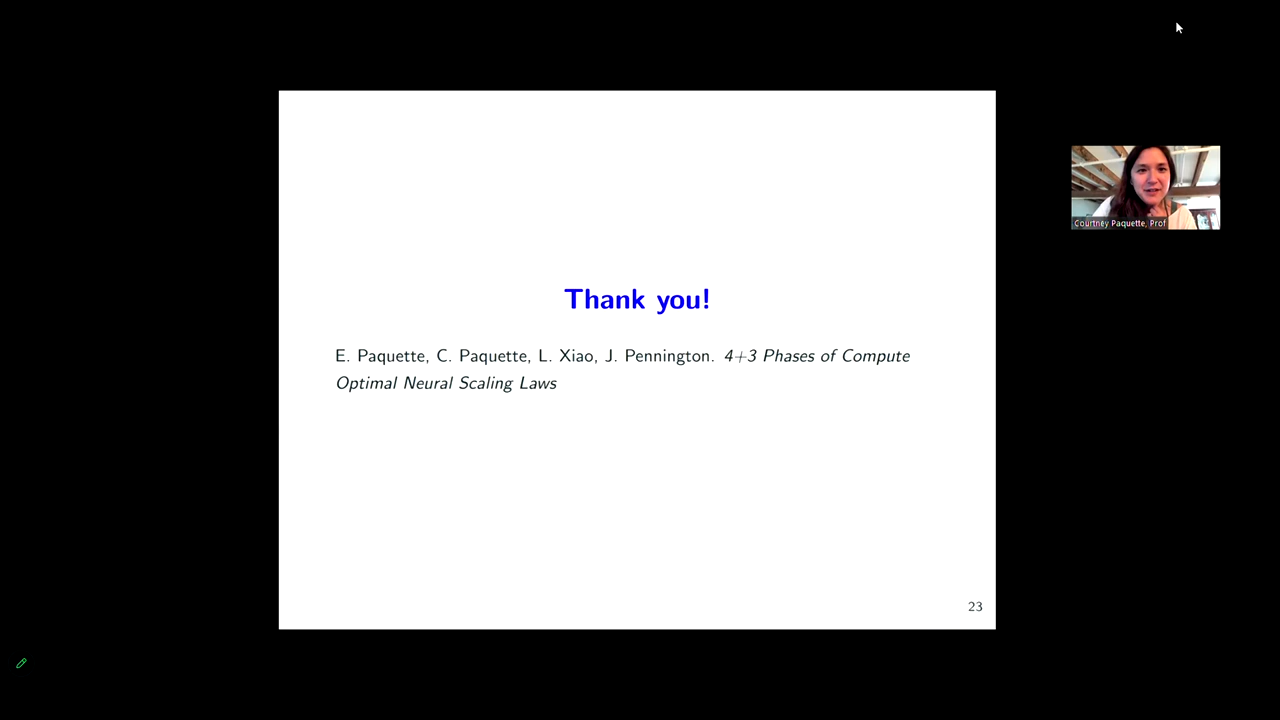 Courtney Paquette, Prof
Thank you!
E. Paquette, C. Paquette, L. Xiao, J. Pennington. 4+3 Phases of Compute
Optimal Neural Scaling Laws
23